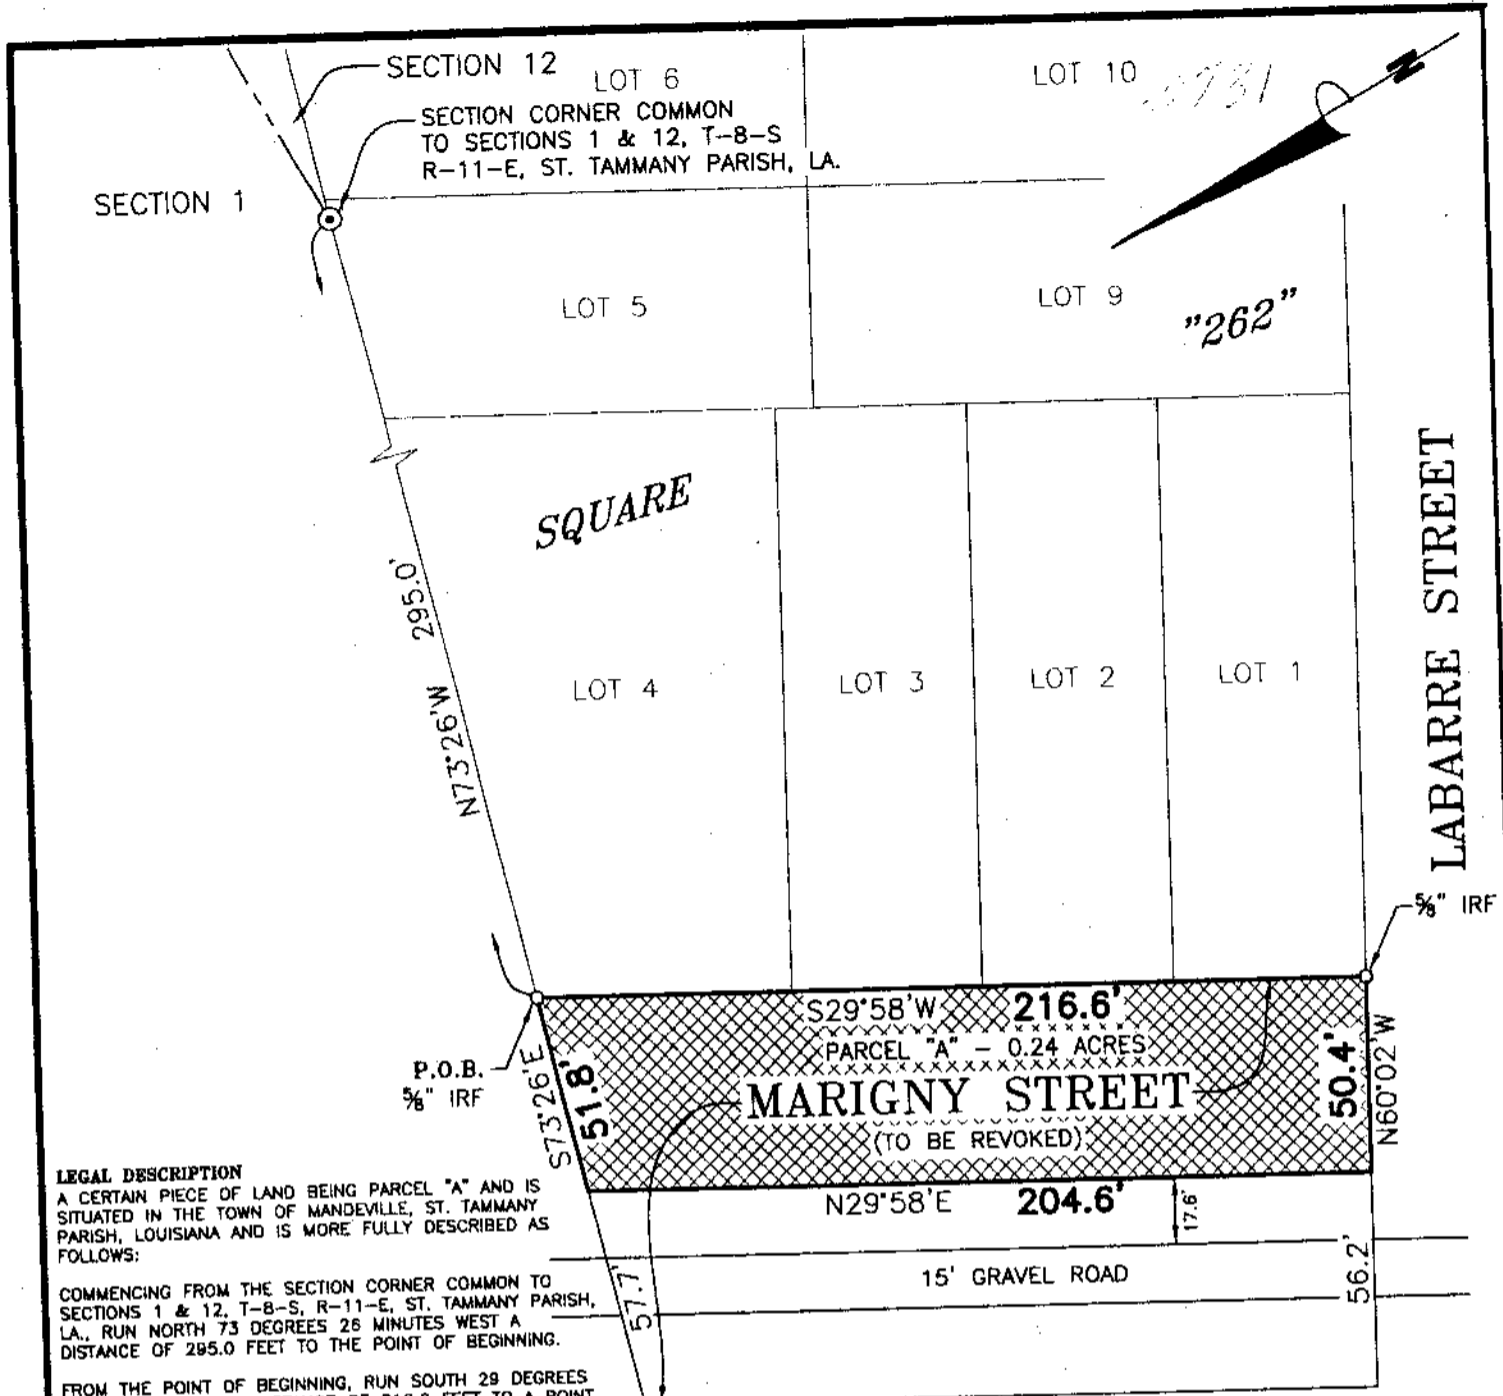 SECTION 12
LOT 6
LOT 10
N
SECTION CORNER COMMON
TO SECTIONS 1 & 12, T-8-S
R-11-E, ST. TAMMANY PARISH, LA.
SECTION 1
LOT 5
LOT 9
"262"
SQUARE
LABARRE STREET
295.0'
N73°26'W
LOT 4
LOT 3
LOT 2
LOT 1
⅝" IRF
S29°58'W 216.6'
PARCEL "A" - 0.24 ACRES
MARIGNY STREET
(TO BE REVOKED)
P.O.B.
⅝" IRF
S73°26'E
51.8'
50.4'
N60°02'W
N29°58'E 204.6'
17.6'
15' GRAVEL ROAD
57.7'
56.2'
LEGAL DESCRIPTION
A CERTAIN PIECE OF LAND BEING PARCEL "A" AND IS
SITUATED IN THE TOWN OF MANDEVILLE, ST. TAMMANY
PARISH, LOUISIANA AND IS MORE FULLY DESCRIBED AS
FOLLOWS:
COMMENCING FROM THE SECTION CORNER COMMON TO
SECTIONS 1 & 12, T-8-S, R-11-E, ST. TAMMANY PARISH,
LA., RUN NORTH 73 DEGREES 26 MINUTES WEST A
DISTANCE OF 295.0 FEET TO THE POINT OF BEGINNING.
FROM THE POINT OF BEGINNING, RUN SOUTH 29 DEGREES
FEET TO A POINT